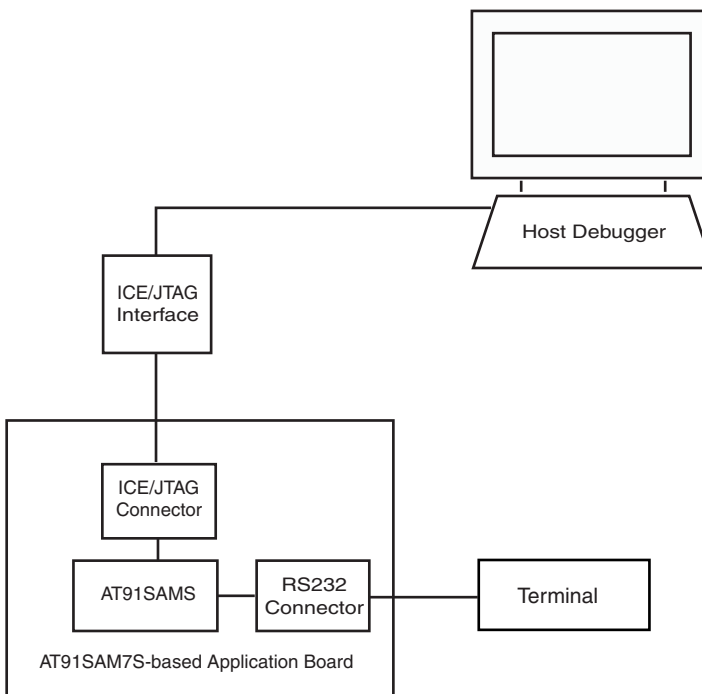 Host Debugger
ICE/JTAG
Interface
ICE/JTAG
Connector
AT91SAMS
RS232
Connector
Terminal
AT91SAM7S-based Application Board